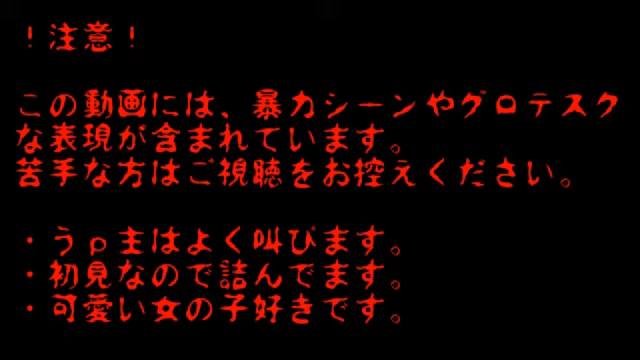 ！注意！
この動画には、暴力シーンやグロテスク
な表現が含まれています。
苦手な方はご視聴をお控えください。
・うｐ主はよく叫びます。
・初見なので詰んでます。
・可愛い女の子好きです。